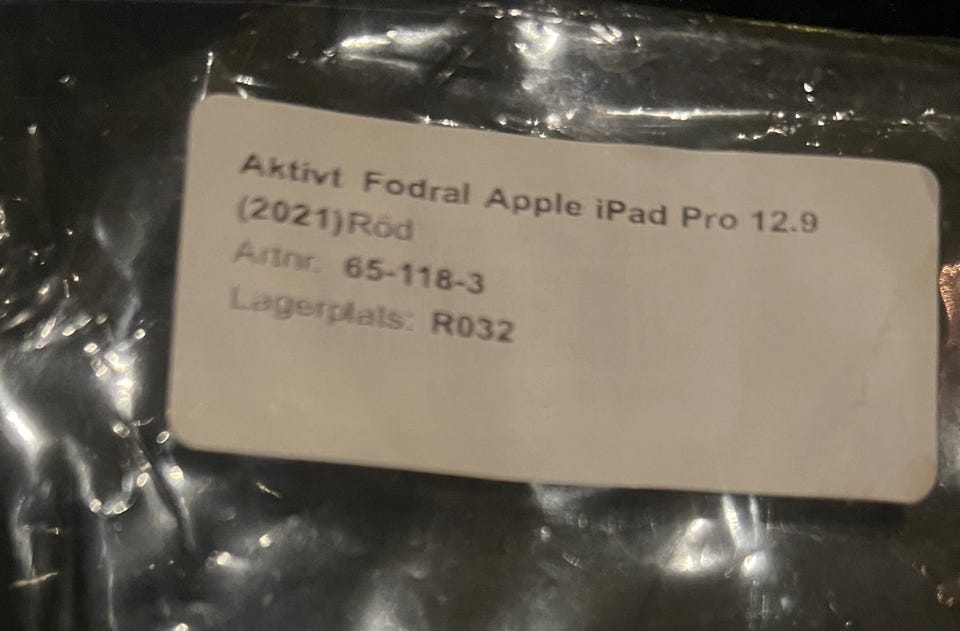 Aktivt Fodral Apple iPad Pro 12.9
(2021)Röd
Artnr. 65-118-3
Lagerplats: R032